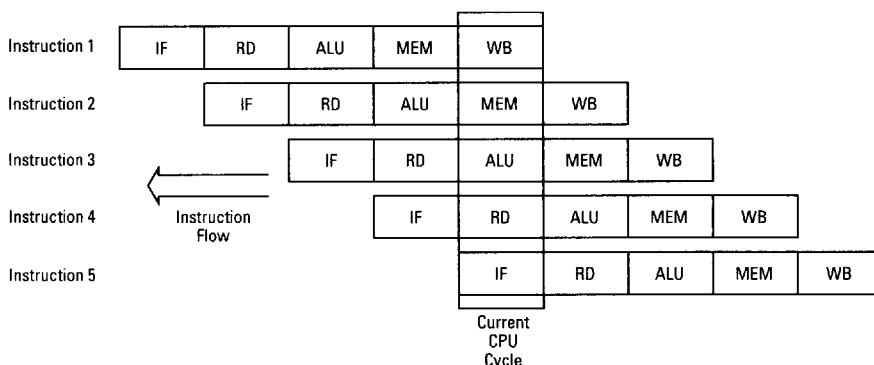 Instruction 1 IF RD ALU MEM WB
Instruction 2 IF RD ALU MEM WB
Instruction 3 IF RD ALU MEM WB
Instruction 4 IF RD ALU MEM WB
Instruction
Flow
Instruction 5 IF RD ALU MEM WB
Current
CPU
Cycle